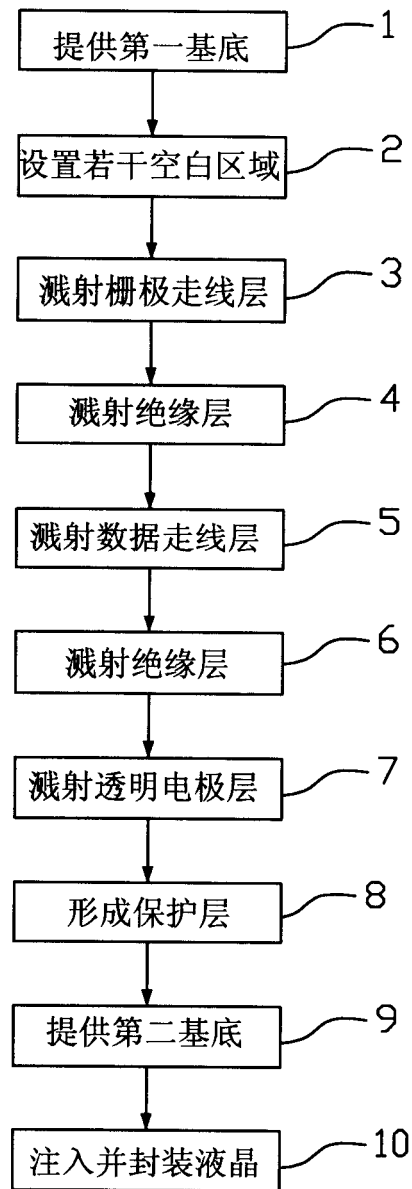 提供第一基底
1
设置若干空白区域
2
溅射栅极走线层
3
溅射绝缘层
4
溅射数据走线层
5
溅射绝缘层
6
溅射透明电极层
7
形成保护层
8
提供第二基底
9
注入并封装液晶
10